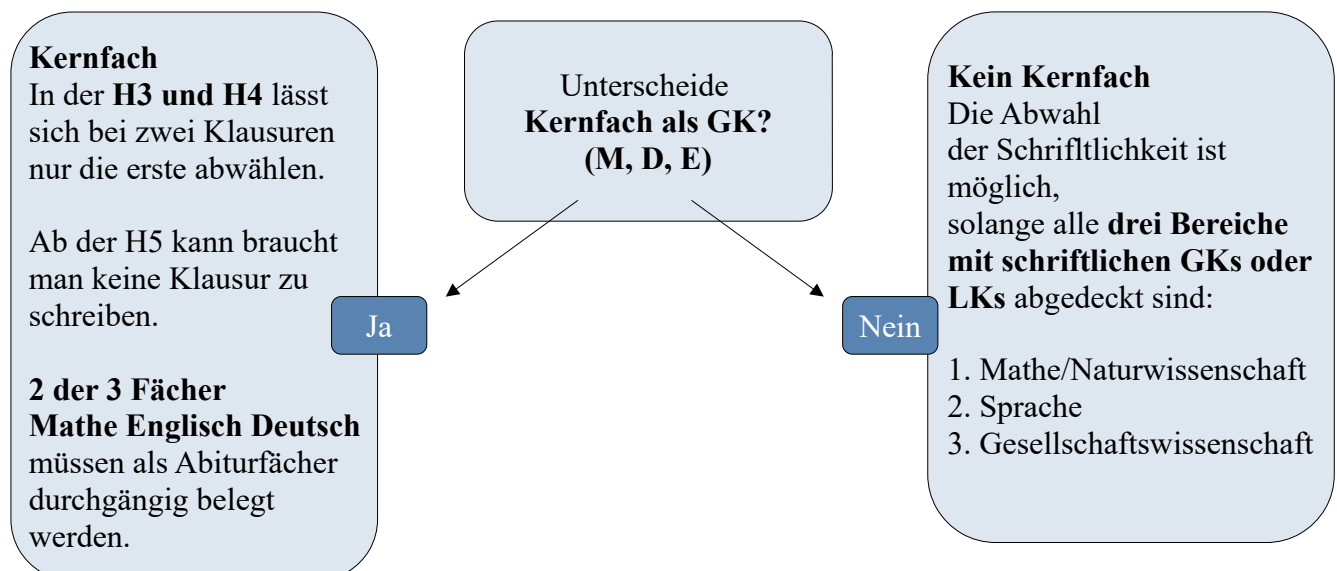 Kernfach
In der H3 und H4 lässt
sich bei zwei Klausuren
nur die erste abwählen.
Ab der H5 kann braucht
man keine Klausur zu
schreiben.
2 der 3 Fächer
Mathe Englisch Deutsch
müssen als Abiturfächer
durchgängig belegt
werden.
Unterscheide
Kernfach als GK?
(M, D, E)
Ja
Nein
Kein Kernfach
Die Abwahl
der Schrifltlichkeit ist
möglich,
solange alle drei Bereiche
mit schriftlichen GKs oder
LKs abgedeckt sind:
1. Mathe/Naturwissenschaft
2. Sprache
3. Gesellschaftswissenschaft